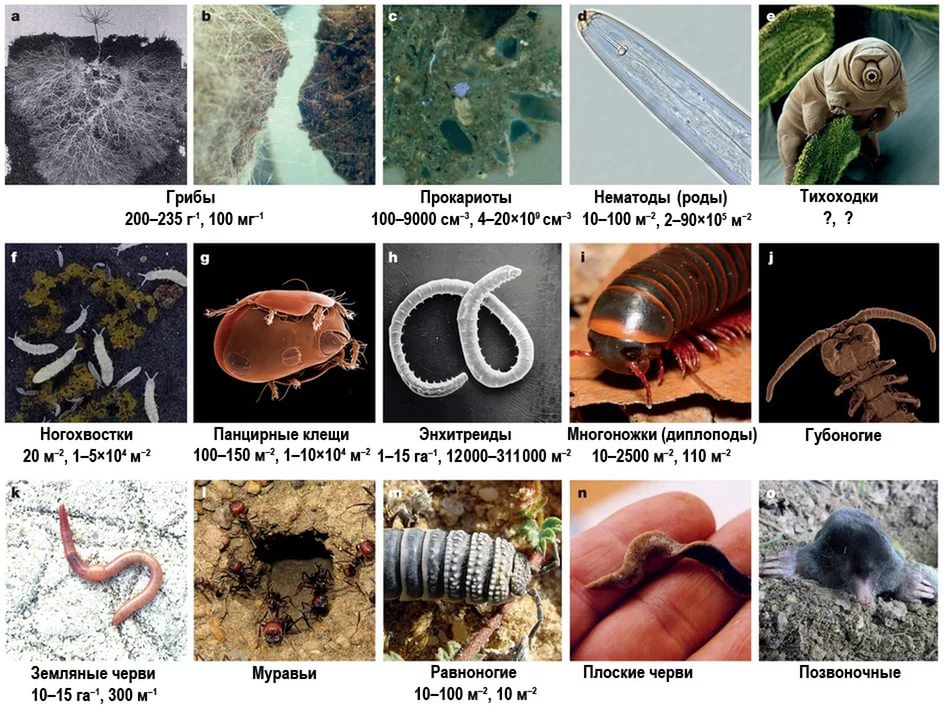 a b c d e
Грибы
200–235 г⁻¹, 100 мг⁻¹
Прокариоты
100–9000 см⁻³, 4–20×10⁹ см⁻³
Нематоды (роды)
10–100 м⁻², 2–90×10⁵ м⁻²
Тихоходки
?, ?
f g h i j
Ногохвостки
20 м⁻², 1–5×10⁴ м⁻²
Панцирные клещи
100–150 м⁻², 1–10×10⁴ м⁻²
Энхитреиды
1–15 га⁻¹, 12000–311000 м⁻²
Многоножки (диплоподы)
10–2500 м⁻², 110 м⁻²
Губоногие
k l m n o
Земляные черви
10–15 га⁻¹, 300 м⁻¹
Муравьи
Равноногие
10–100 м⁻², 10 м⁻²
Плоские черви
Позвоночные